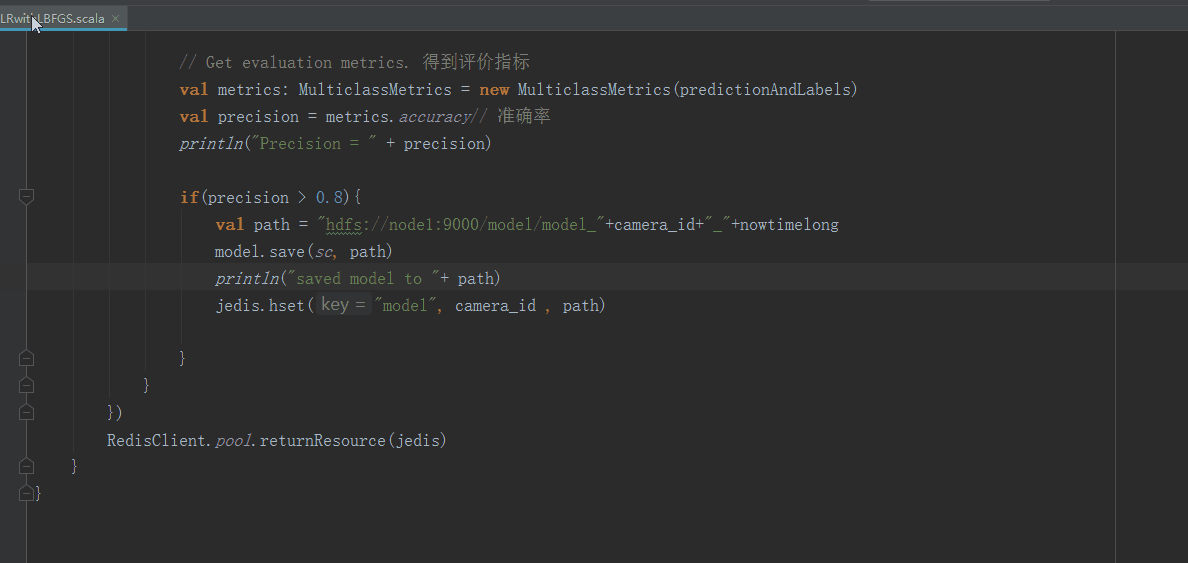 LRwithLBFGS.scala
// Get evaluation metrics. 得到评价指标
val metrics: MulticlassMetrics = new MulticlassMetrics(predictionAndLabels)
val precision = metrics.accuracy// 准确率
println("Precision = " + precision)
if(precision > 0.8){
val path = "hdfs://node1:9000/model/model_"+camera_id+"_"+nowtimelong
model.save(sc, path)
println("saved model to "+ path)
jedis.hset( key = "model", camera_id , path)
}
}
})
RedisClient.pool.returnResource(jedis)
}
}